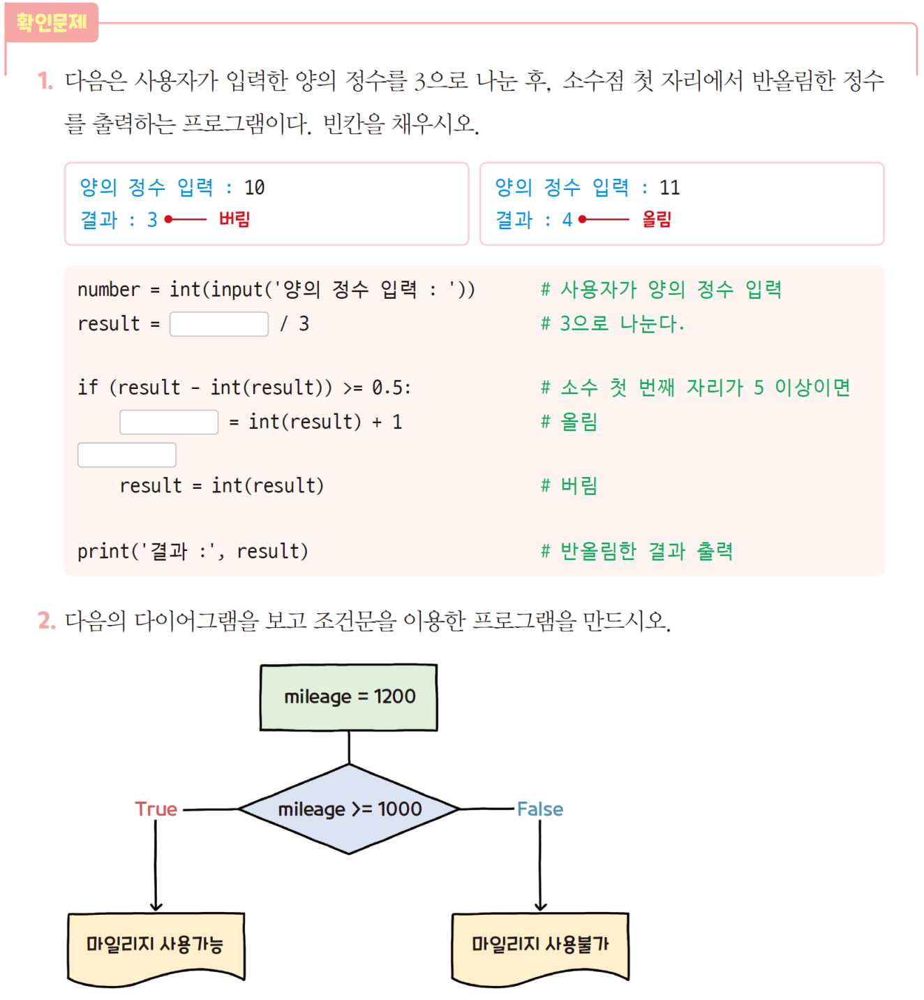 확인문제
1. 다음은 사용자가 입력한 양의 정수를 3으로 나눈 후, 소수점 첫 자리에서 반올림한 정수
를 출력하는 프로그램이다. 빈칸을 채우시오.
양의 정수 입력 : 10
결과 : 3 버림
양의 정수 입력 : 11
결과 : 4 올림
number = int(input('양의 정수 입력 : ')) # 사용자가 양의 정수 입력
result = / 3 # 3으로 나눈다.
if (result - int(result)) >= 0.5: # 소수 첫 번째 자리가 5 이상이면
= int(result) + 1 # 올림
result = int(result) # 버림
print('결과 :', result) # 반올림한 결과 출력
2. 다음의 다이어그램을 보고 조건문을 이용한 프로그램을 만드시오.
mileage = 1200
mileage >= 1000
True
False
마일리지 사용가능
마일리지 사용불가